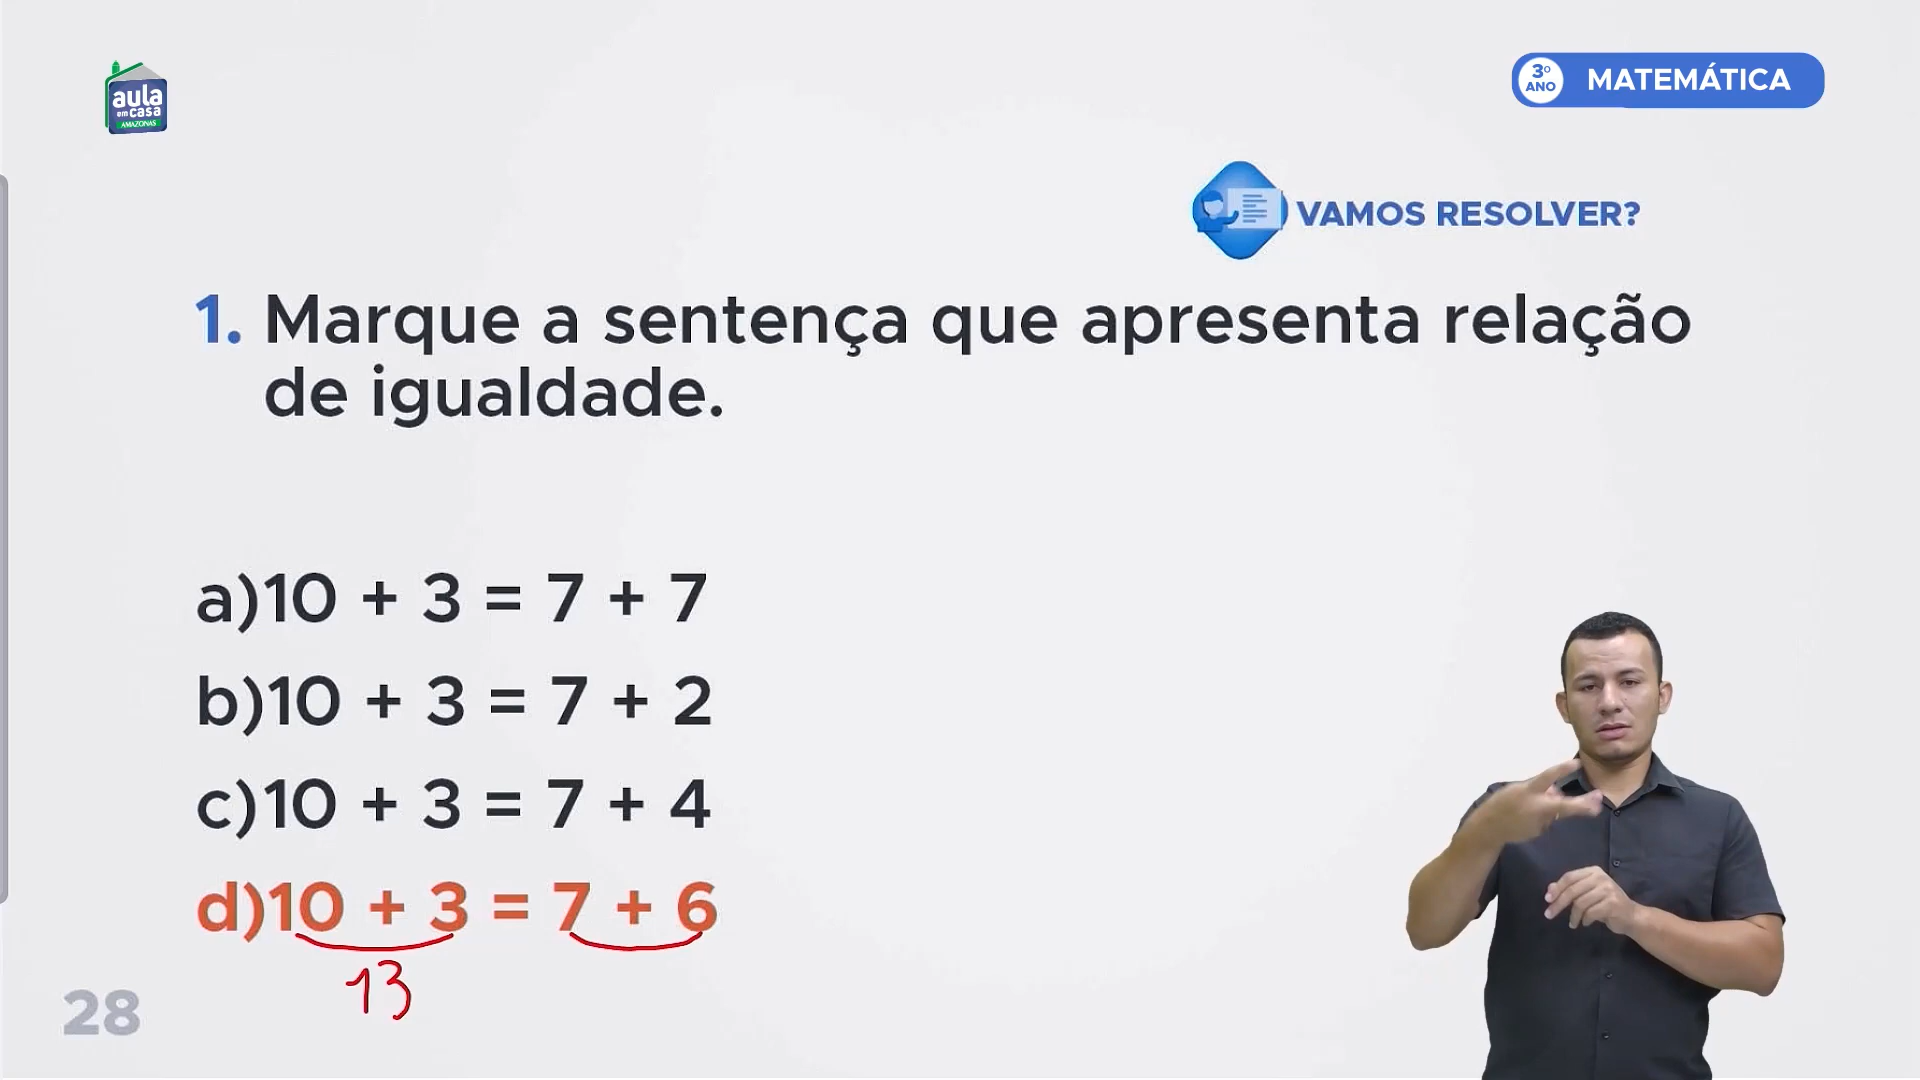 aula
em casa
AMAZONAS
3º
ANO
MATEMÁTICA
VAMOS RESOLVER?
1. Marque a sentença que apresenta relação
de igualdade.
a)10 + 3 = 7 + 7
b)10 + 3 = 7 + 2
c)10 + 3 = 7 + 4
d)10 + 3 = 7 + 6
13
28